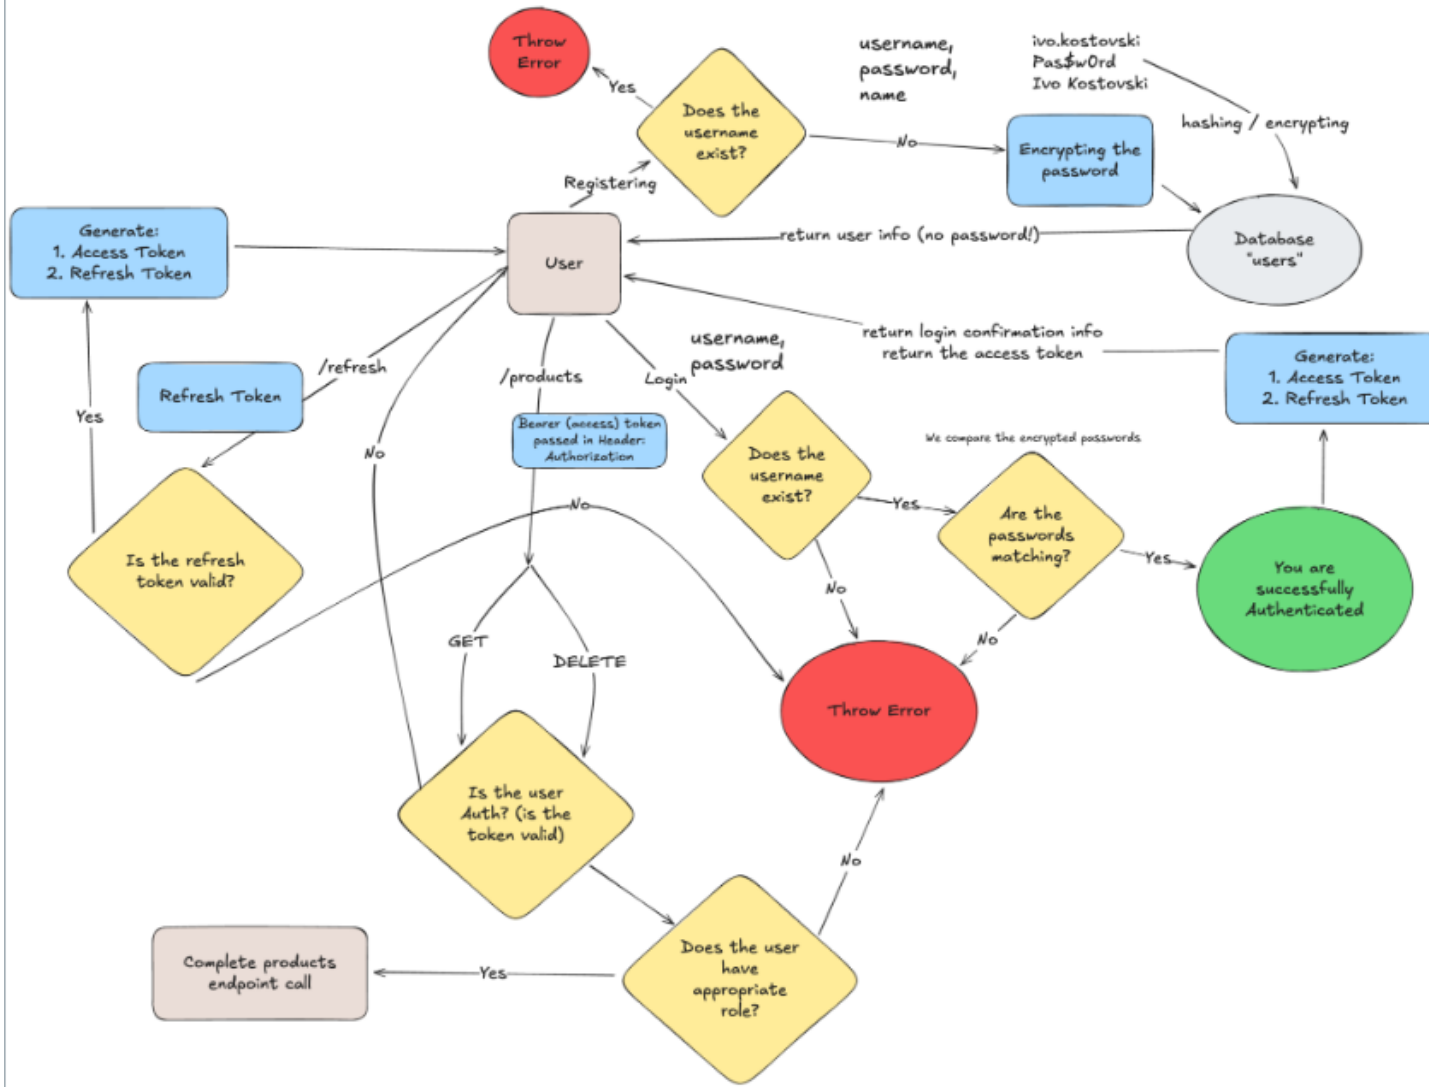 Throw
Error
Yes
Does the
username
exist?
username,
password,
name
ivo.kostovski
Pas$w0rd
Ivo Kostovski
hashing / encrypting
No
Encrypting the
password
Registering
Generate:
1. Access Token
2. Refresh Token
User
return user info (no password!)
Database
"users"
return login confirmation info
return the access token
Generate:
1. Access Token
2. Refresh Token
username,
password
/refresh
Refresh Token
/products
Login
Yes
No
Bearer (access) token
passed in Header:
Authorization
We compare the encrypted passwords
Does the
username
exist?
Yes
Are the
passwords
matching?
Yes
You are
successfully
Authenticated
Is the refresh
token valid?
No
No
No
GET
DELETE
Throw Error
Is the user
Auth? (is the
token valid)
No
Complete products
endpoint call
Yes
Does the user
have
appropriate
role?